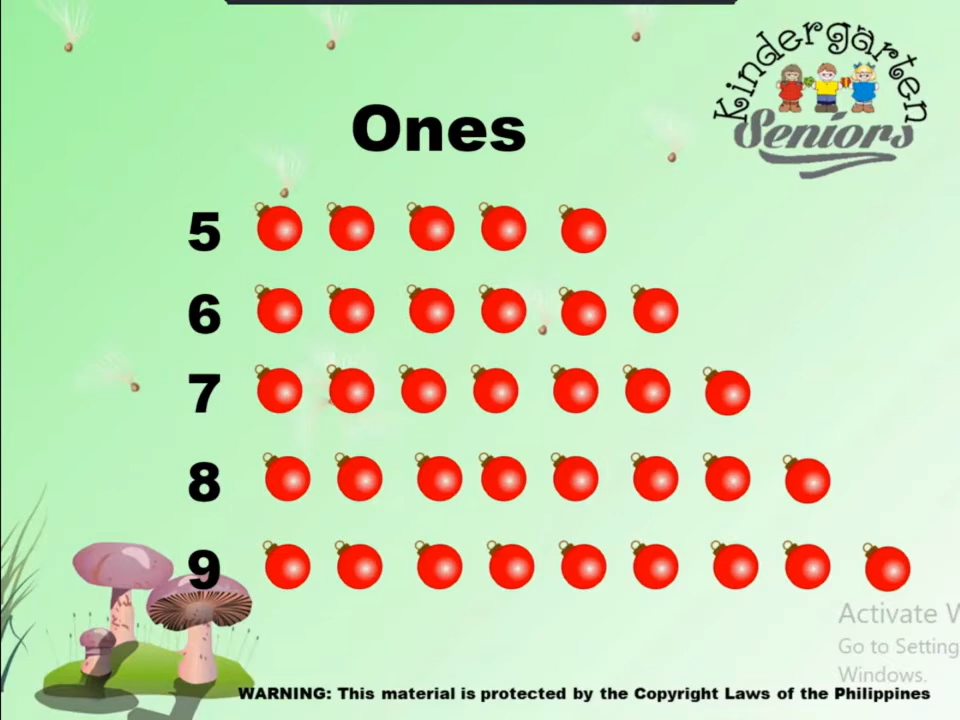 Kindergarten
Seniors
Ones
5
6
7
8
9
Activate W
Go to Setting
Windows.
WARNING: This material is protected by the Copyright Laws of the Philippines